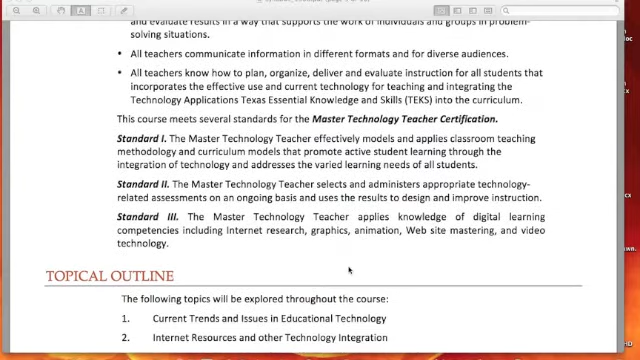 and evaluate results in a way that supports the work of individuals and groups in problem-
solving situations.
• All teachers communicate information in different formats and for diverse audiences.
• All teachers know how to plan, organize, deliver and evaluate instruction for all students that
incorporates the effective use and current technology for teaching and integrating the
Technology Applications Texas Essential Knowledge and Skills (TEKS) into the curriculum.
This course meets several standards for the Master Technology Teacher Certification.
Standard I. The Master Technology Teacher effectively models and applies classroom teaching
methodology and curriculum models that promote active student learning through the
integration of technology and addresses the varied learning needs of all students.
Standard II. The Master Technology Teacher selects and administers appropriate technology-
related assessments on an ongoing basis and uses the results to design and improve instruction.
Standard III. The Master Technology Teacher applies knowledge of digital learning
competencies including Internet research, graphics, animation, Web site mastering, and video
technology.
TOPICAL OUTLINE
The following topics will be explored throughout the course:
1. Current Trends and Issues in Educational Technology
2. Internet Resources and other Technology Integration